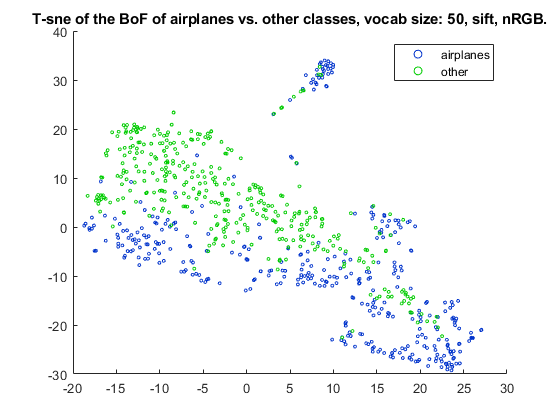 T-sne of the BoF of airplanes vs. other classes, vocab size: 50, sift, nRGB.
40
airplanes
30
other
20
10
0
-10
-20
-30
-20 -15 -10 -5 0 5 10 15 20 25 30